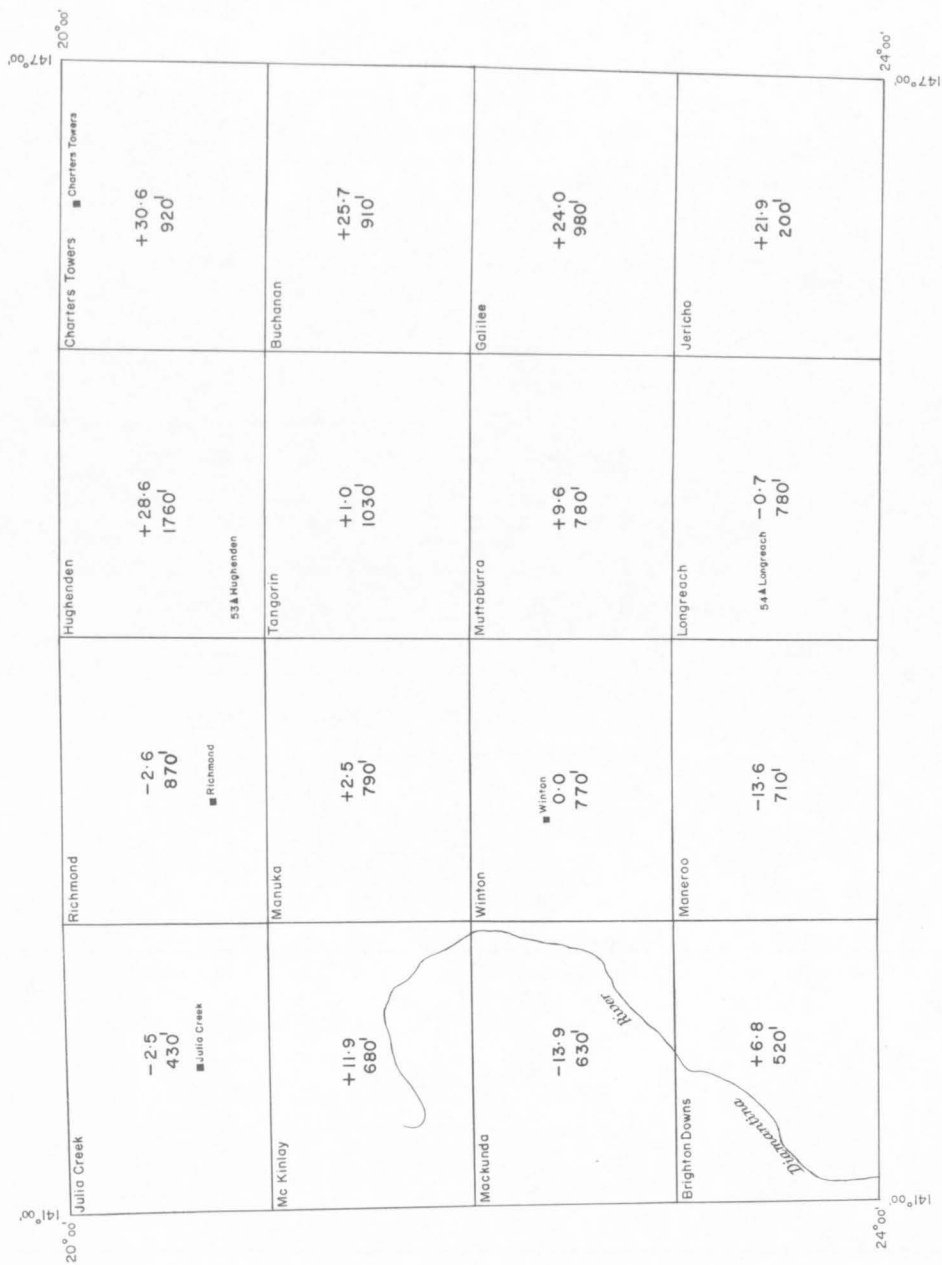 141°00'
20°00'
147°00'
20°00'
Julia Creek
-2·5
430'
Julia Creek
Richmond
-2·6
870'
Richmond
Hughenden
+28·6
1760'
53 Hughenden
Charters Towers
Charters Towers
+30·6
920'
Mc Kinlay
+11·9
680'
Manuka
+2·5
790'
Tangorin
+1·0
1030'
Buchanan
+25·7
910'
Mackunda
-13·9
630'
River
Winton
Winton
0·0
770'
Muttaburra
+9·6
780'
Galilee
+24·0
980'
Brighton Downs
+6·8
520'
Diamantina
Maneroo
-13·6
710'
Longreach
54 Longreach -0·7
780'
Jericho
+21·9
200'
24°00'
141°00'
24°00'
147°00'